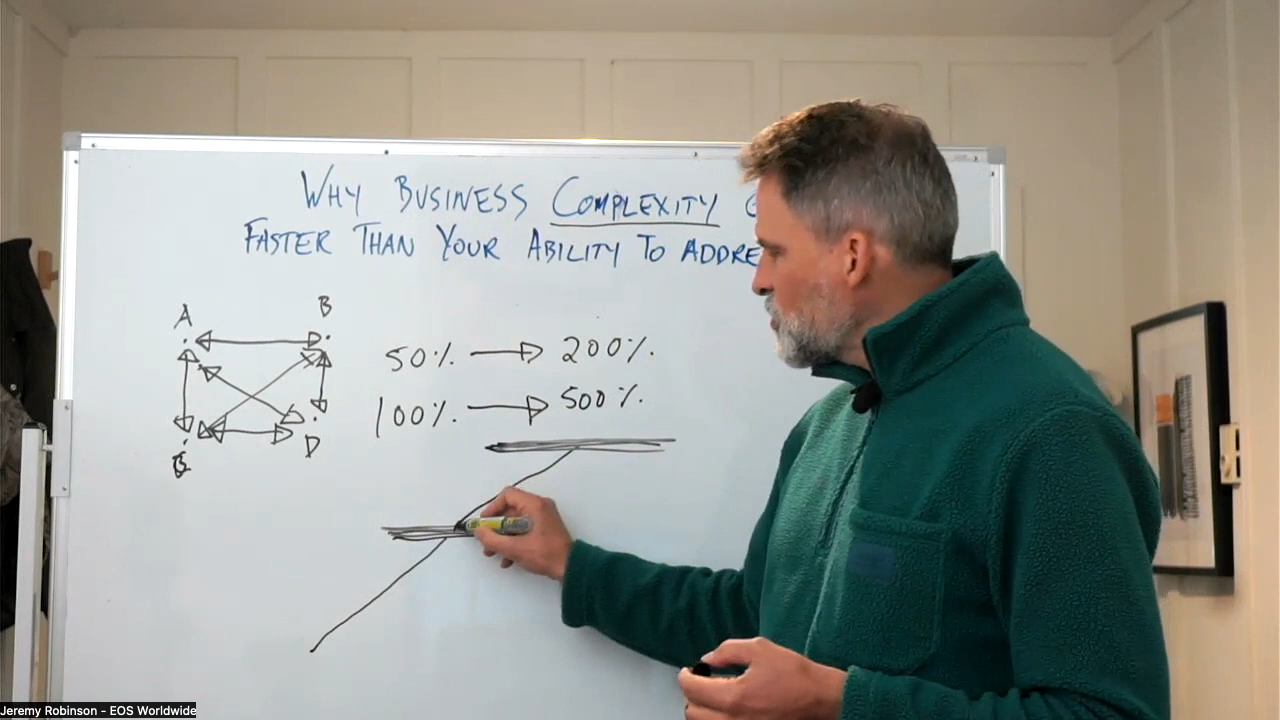 WHY BUSINESS COMPLEXITY
FASTER THAN YOUR ABILITY TO ADDRE
A
B
50% → 200%.
100%. → 500%.
D
Jeremy Robinson - EOS Worldwide